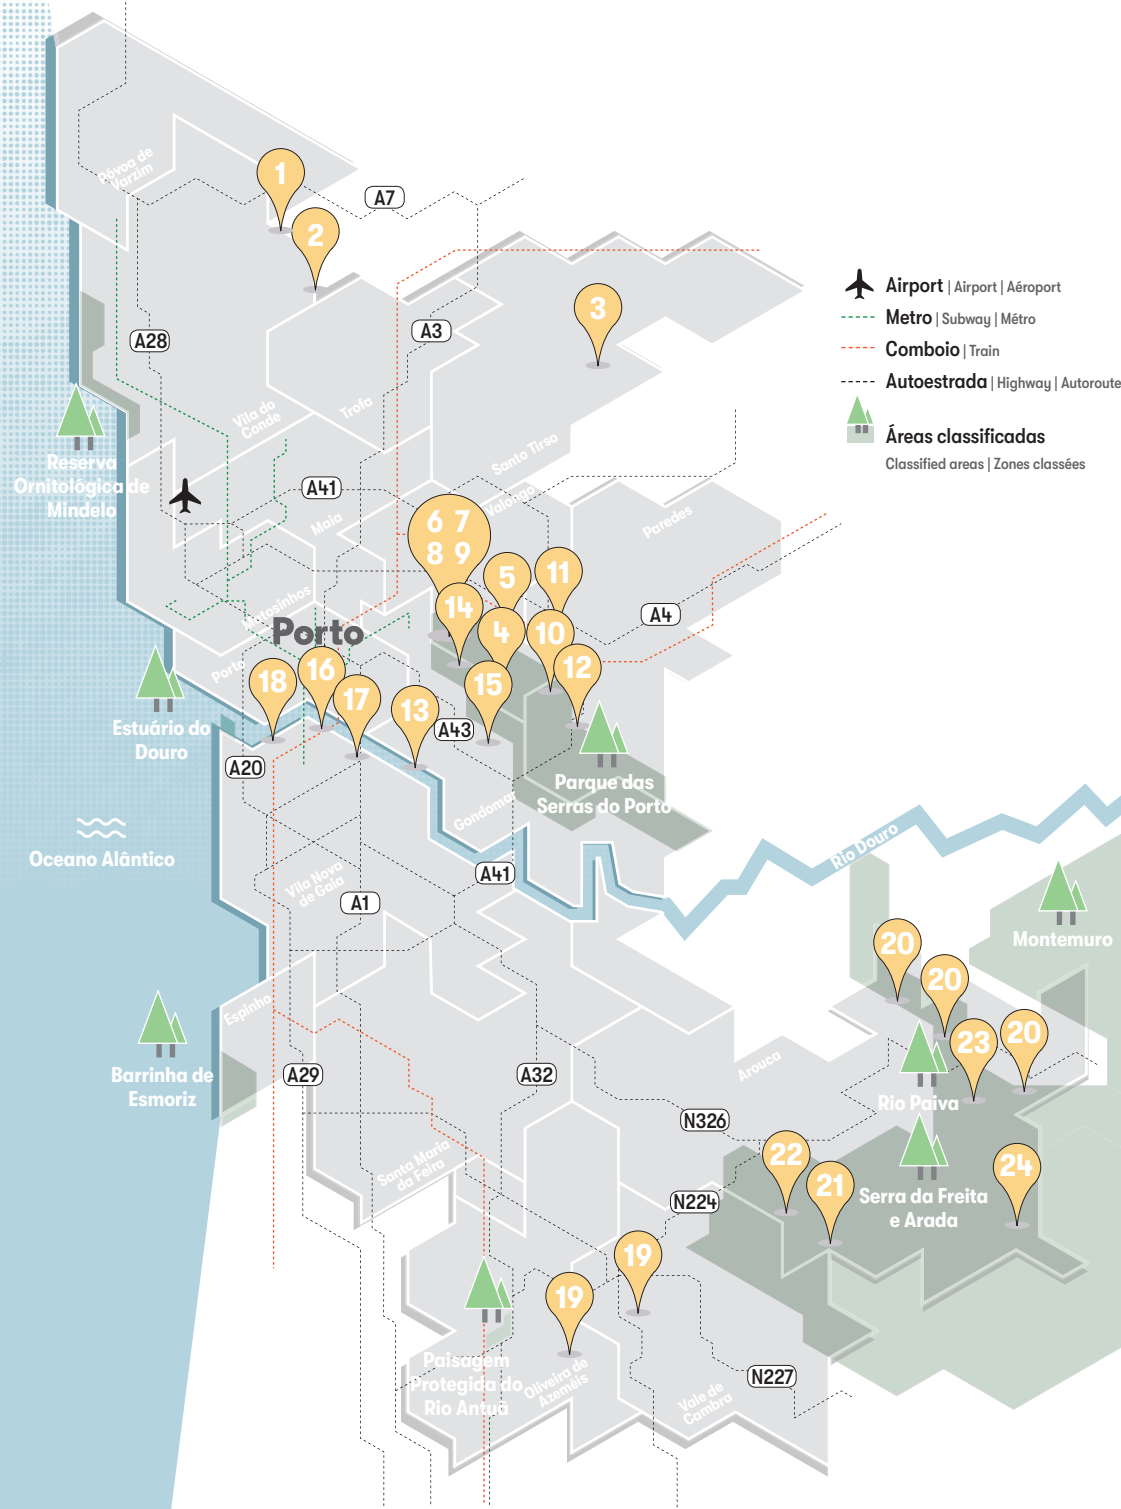 Póvoa de
Varzim
1
A7
2
Airport | Airport | Aéroport
Metro | Subway | Métro
Comboio | Train
Autoestrada | Highway | Autoroute
Áreas classificadas
Classified areas | Zones classées
3
A3
A28
Vila do
Conde
Trofa
Santo Tirso
Reserva
Ornitológica de
Mindelo
A41
Maia
Valongo
Paredes
6 7
8 9
5
11
14
4
10
A4
Matosinhos
Porto
Porto
12
18
16
17
15
13
A43
Estuário do
Douro
A20
Parque das
Serras do Porto
Gondomar
Oceano Alântico
Rio Douro
A41
Vila Nova
de Gaia
A1
Montemuro
20
20
20
23
Espinho
Barrinha de
Esmoriz
A29
A32
Arouca
Rio Paiva
N326
Santa Maria
da Feira
22
21
24
Serra da Freita
e Arada
N224
19
19
Paisagem
Protegida do
Rio Antuã
Oliveira de
Azeméis
N227
Vale de
Cambra